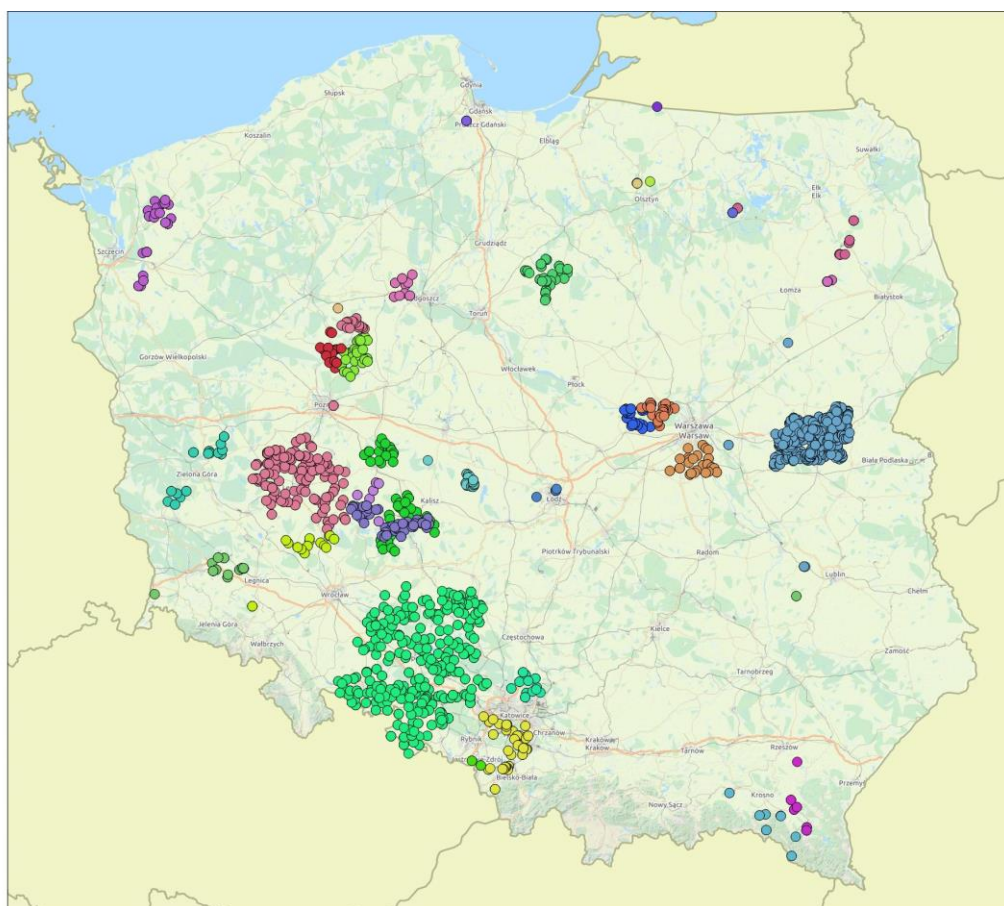 Gdynia
Słupsk
Gdańsk
Pruszcz Gdański
Koszalin
Elbląg
Suwałki
Ełk
Ełk
Olsztyn
Szczecin
Grudziądz
Łomża
Białystok
Toruń
Gorzów Wielkopolski
Włocławek
Płock
Warszawa
Warsaw
Biała Podlaska
Zielona Góra
Kalisz
Łódź
Piotrków Trybunalski
Radom
Lublin
Chełm
Legnica
Wrocław
Jelenia Góra
Wałbrzych
Częstochowa
Kielce
Zamość
Tarnobrzeg
Katowice
Chrzanów
Rybnik
Kraków
Kraków
Tarnów
Rzeszów
Bielsko-Biała
Nowy Sącz
Krosno
Przemyśl